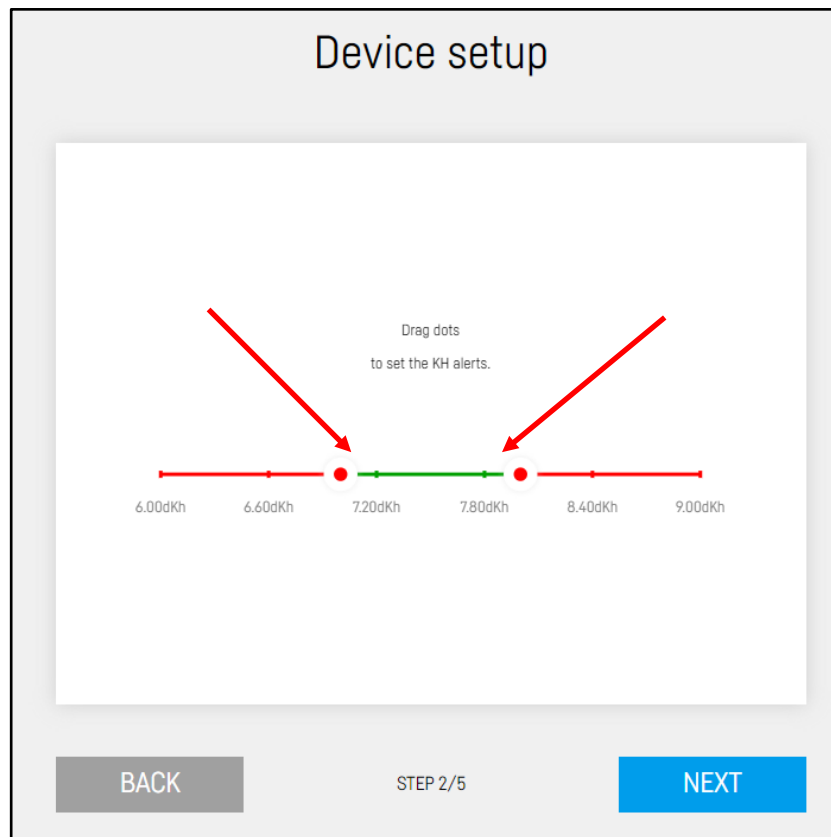 Device setup
Drag dots
to set the KH alerts.
6.00dKh 6.60dKh 7.20dKh 7.80dKh 8.40dKh 9.00dKh
BACK STEP 2/5 NEXT